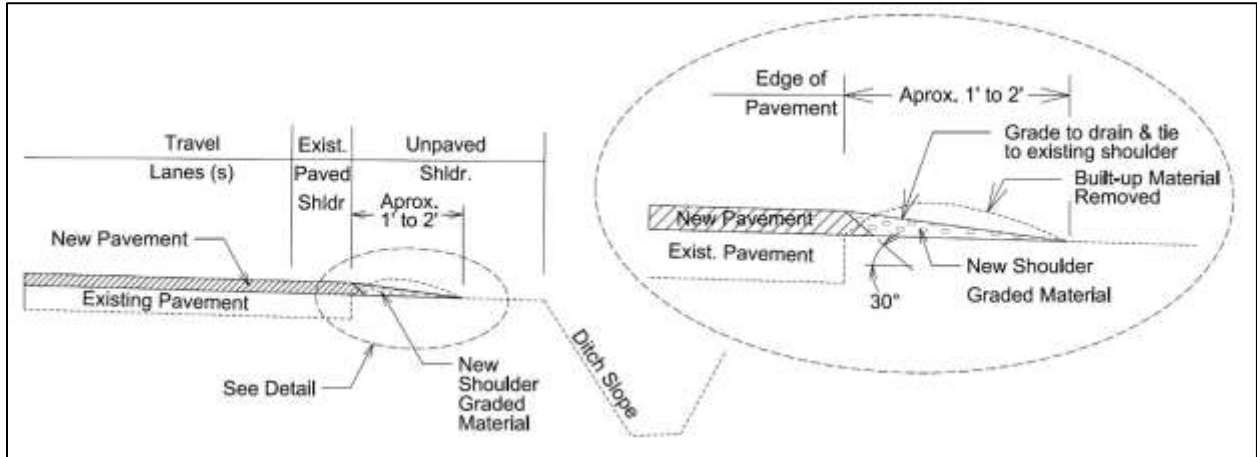 Travel
Lanes (s)
Exist.
Paved
Shldr
Unpaved
Shldr.
Aprox.
1' to 2'
New Pavement
Existing Pavement
See Detail
New
Shoulder
Graded
Material
Ditch Slope
Edge of
Pavement
Aprox. 1' to 2'
Grade to drain & tie
to existing shoulder
Built-up Material
Removed
New Pavement
Exist. Pavement
30°
New Shoulder
Graded Material